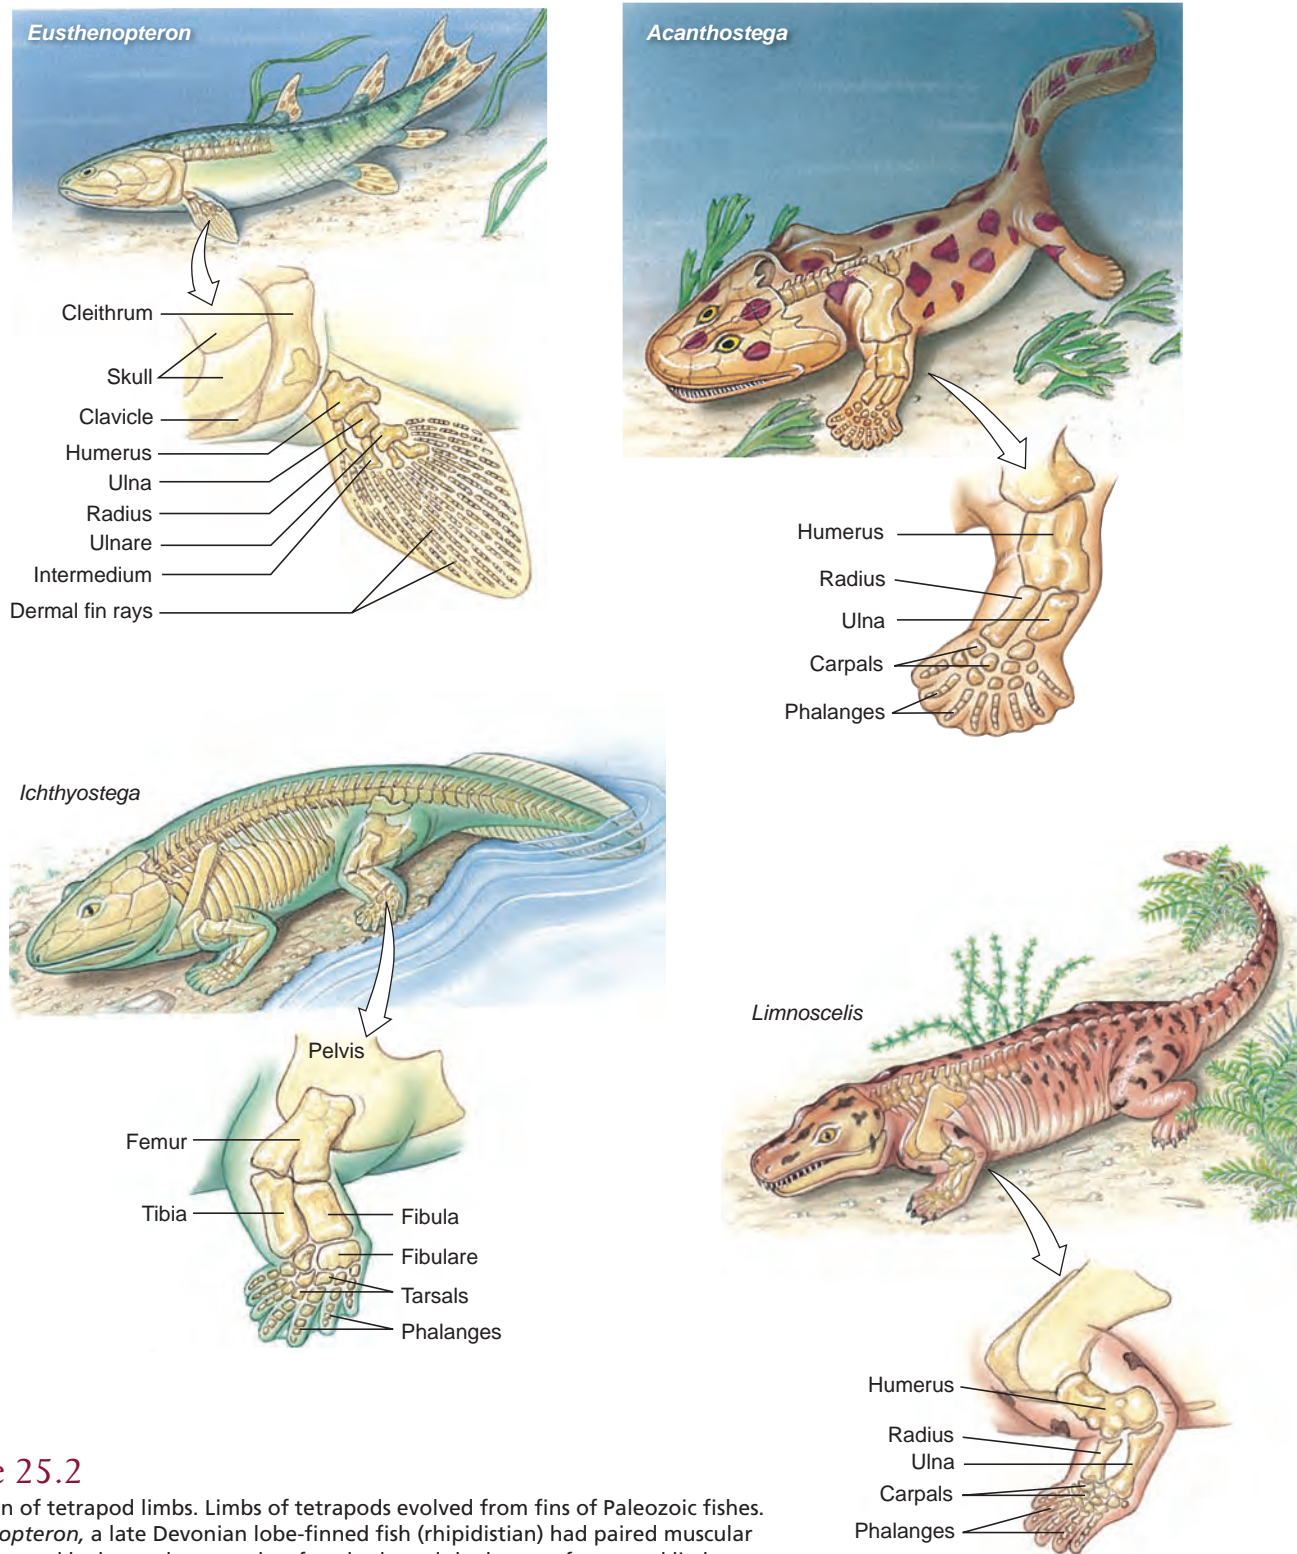 Eusthenopteron
Cleithrum
Skull
Clavicle
Humerus
Ulna
Radius
Ulnare
Intermedium
Dermal fin rays
Acanthostega
Humerus
Radius
Ulna
Carpals
Phalanges
Ichthyostega
Pelvis
Femur
Tibia
Fibula
Fibulare
Tarsals
Phalanges
Limnoscelis
Humerus
Radius
Ulna
Carpals
Phalanges
25.2
of tetrapod limbs. Limbs of tetrapods evolved from fins of Paleozoic fishes.
a late Devonian lobe-finned fish (rhipidistian) had paired muscular